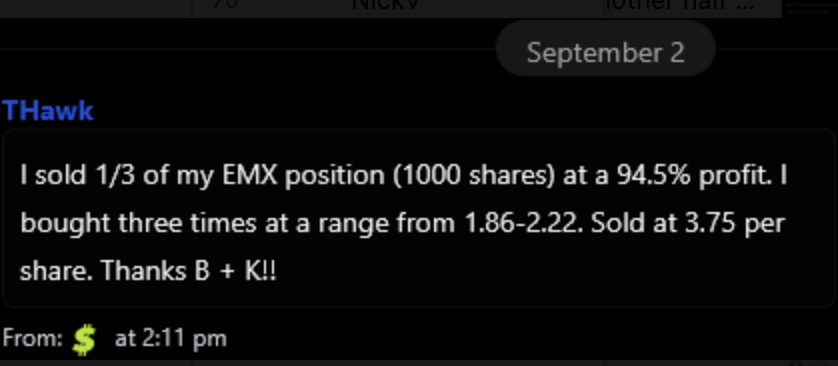 70 NickV
September 2
THawk
I sold 1/3 of my EMX position (1000 shares) at a 94.5% profit. I
bought three times at a range from 1.86-2.22. Sold at 3.75 per
share. Thanks B + K!!
From: 💲 at 2:11 pm